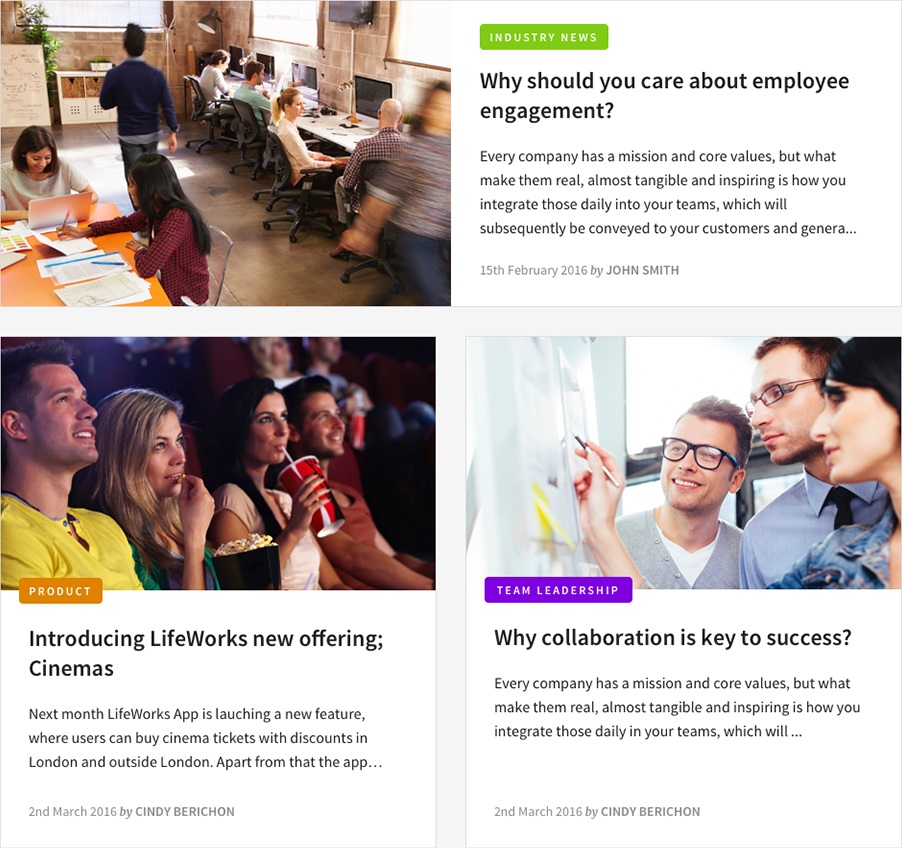 INDUSTRY NEWS
Why should you care about employee
engagement?
Every company has a mission and core values, but what
make them real, almost tangible and inspiring is how you
integrate those daily into your teams, which will
subsequently be conveyed to your customers and genera...
15th February 2016 by JOHN SMITH
PRODUCT
Introducing LifeWorks new offering;
Cinemas
Next month LifeWorks App is lauching a new feature,
where users can buy cinema tickets with discounts in
London and outside London. Apart from that the app…
2nd March 2016 by CINDY BERICHON
TEAM LEADERSHIP
Why collaboration is key to success?
Every company has a mission and core values, but what
make them real, almost tangible and inspiring is how you
integrate those daily in your teams, which will ...
2nd March 2016 by CINDY BERICHON